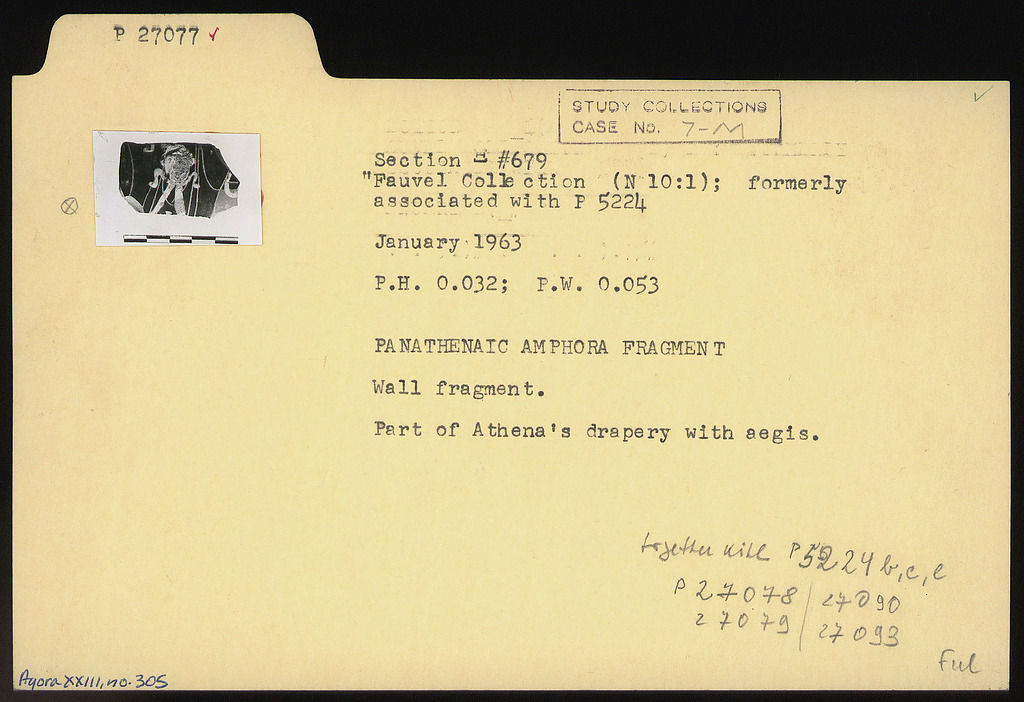 P 27077 ✓
STUDY COLLECTIONS
CASE No. 7-M
Section Ξ #679
"Fauvel Collection (N 10:1); formerly
associated with P 5224
January 1963
P.H. 0.032; P.W. 0.053
PANATHENAIC AMPHORA FRAGMENT
Wall fragment.
Part of Athena's drapery with aegis.
together with P 5224 b, c, e
P 27078 / 27090
27079 / 27093
Agora XXIII, no. 305